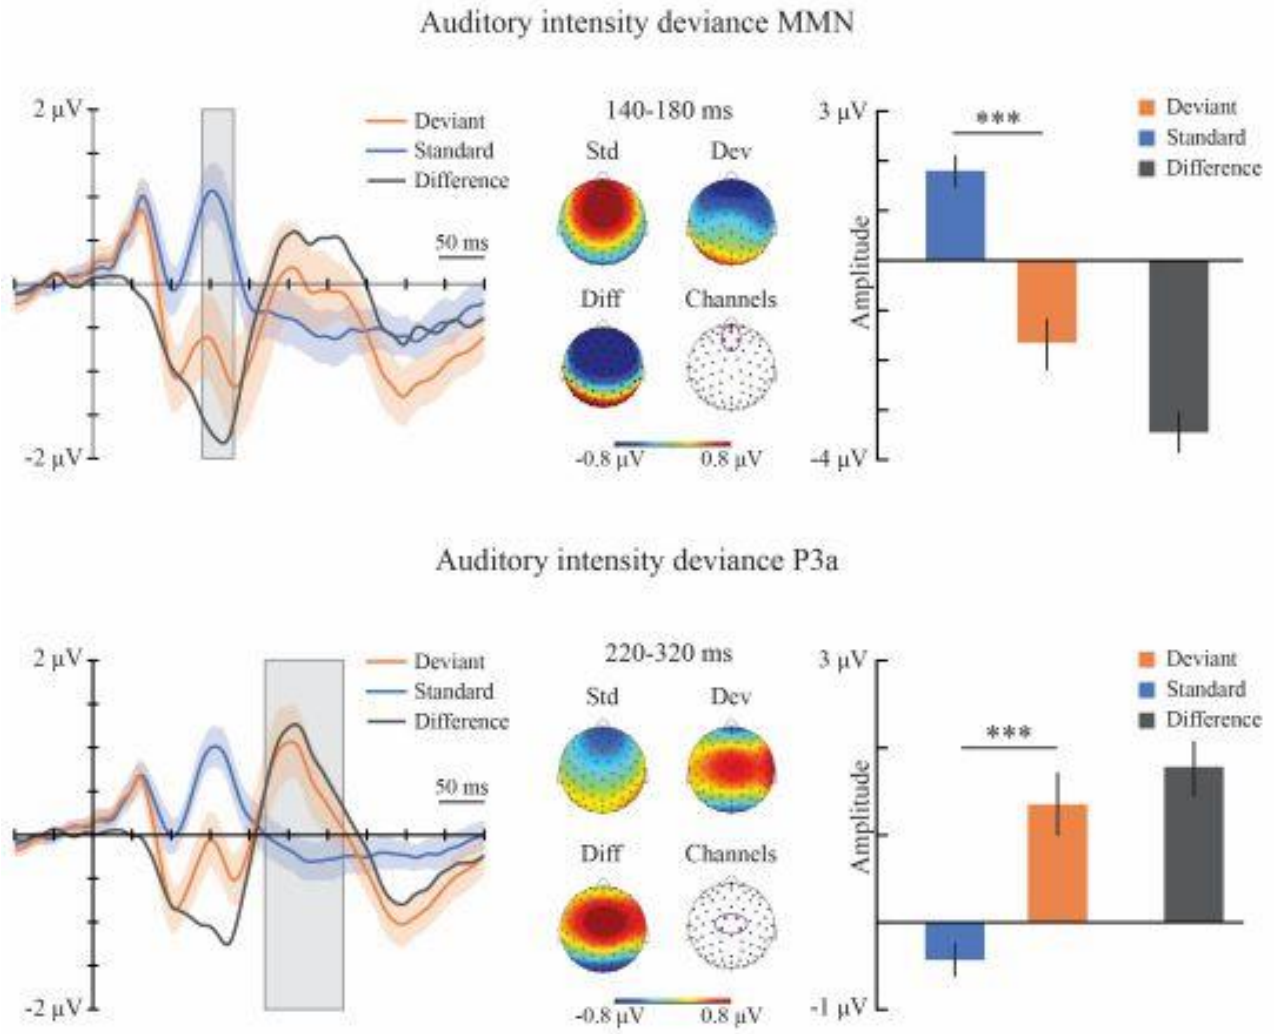 Auditory intensity deviance MMN
2 μV
-2 μV
Deviant
Standard
Difference
50 ms
140-180 ms
Std
Dev
Diff
Channels
-0.8 μV
0.8 μV
3 μV
-4 μV
Amplitude
***
Deviant
Standard
Difference
Auditory intensity deviance P3a
2 μV
-2 μV
Deviant
Standard
Difference
50 ms
220-320 ms
Std
Dev
Diff
Channels
-0.8 μV
0.8 μV
3 μV
-1 μV
Amplitude
***
Deviant
Standard
Difference